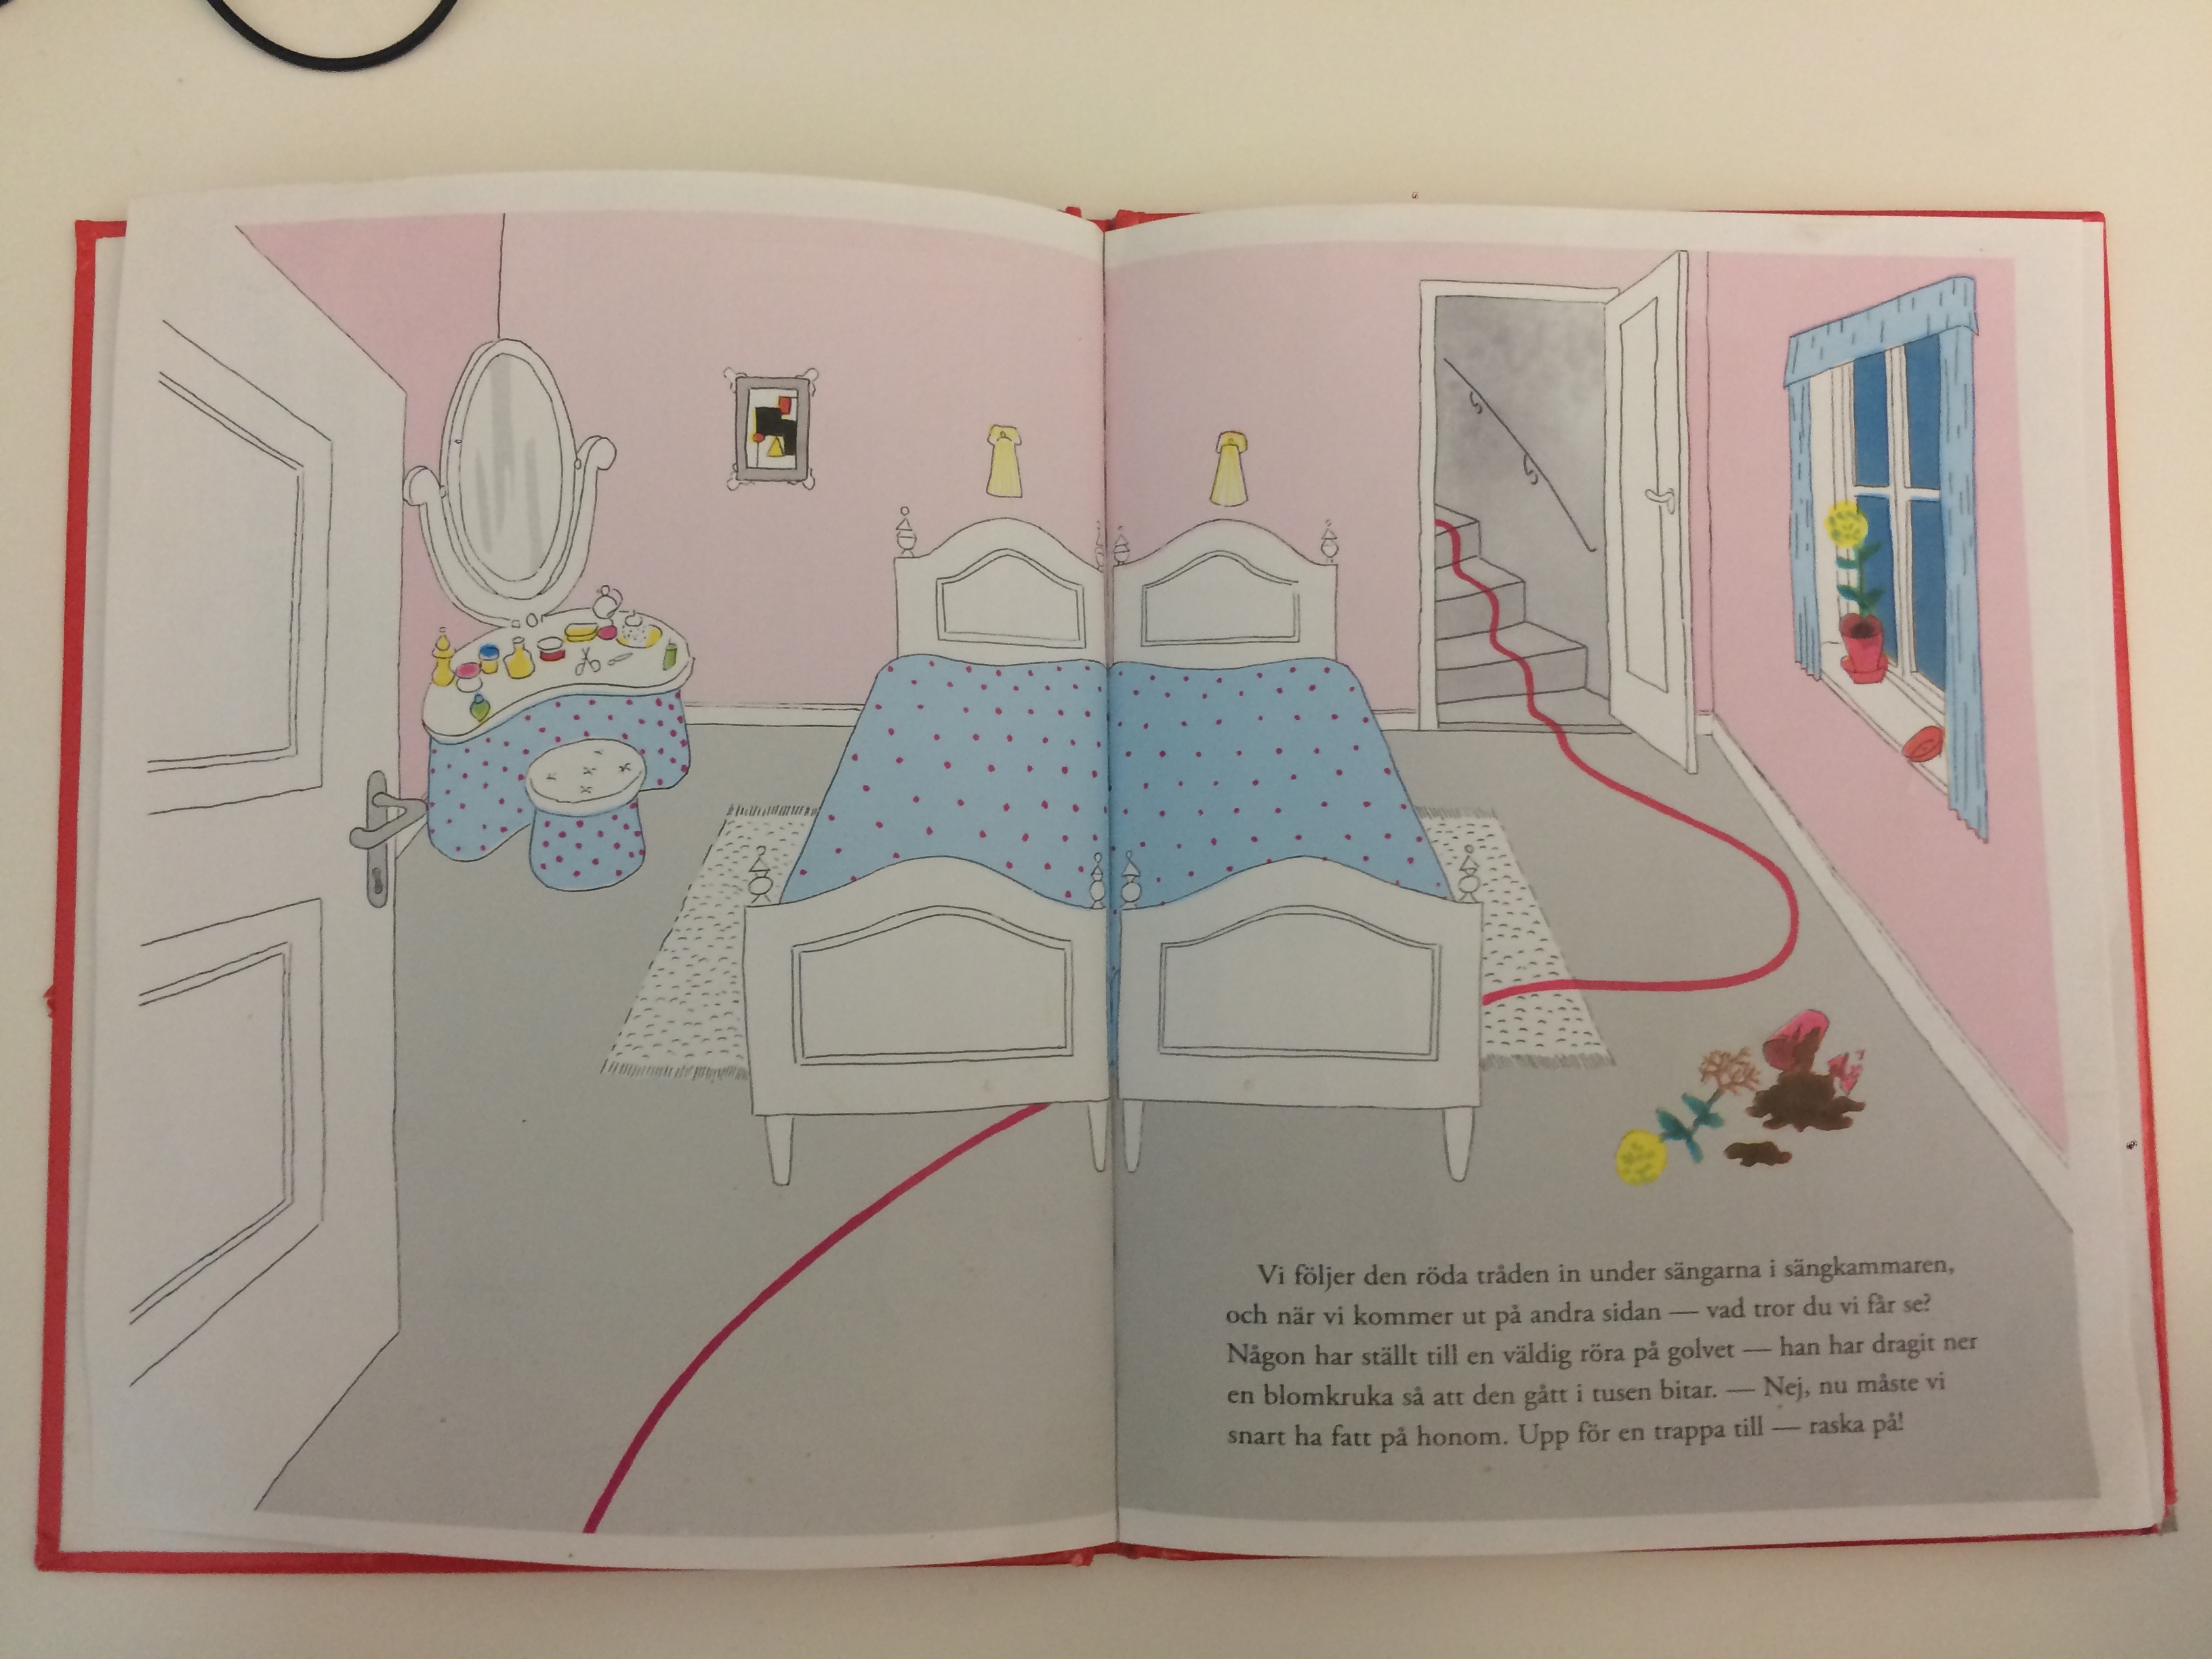 Vi följer den röda tråden in under sängarna i sängkammaren,
och när vi kommer ut på andra sidan — vad tror du vi får se?
Någon har ställt till en väldig röra på golvet — han har dragit ner
en blomkruka så att den gått i tusen bitar. — Nej, nu måste vi
snart ha fatt på honom. Upp för en trappa till — raska på!